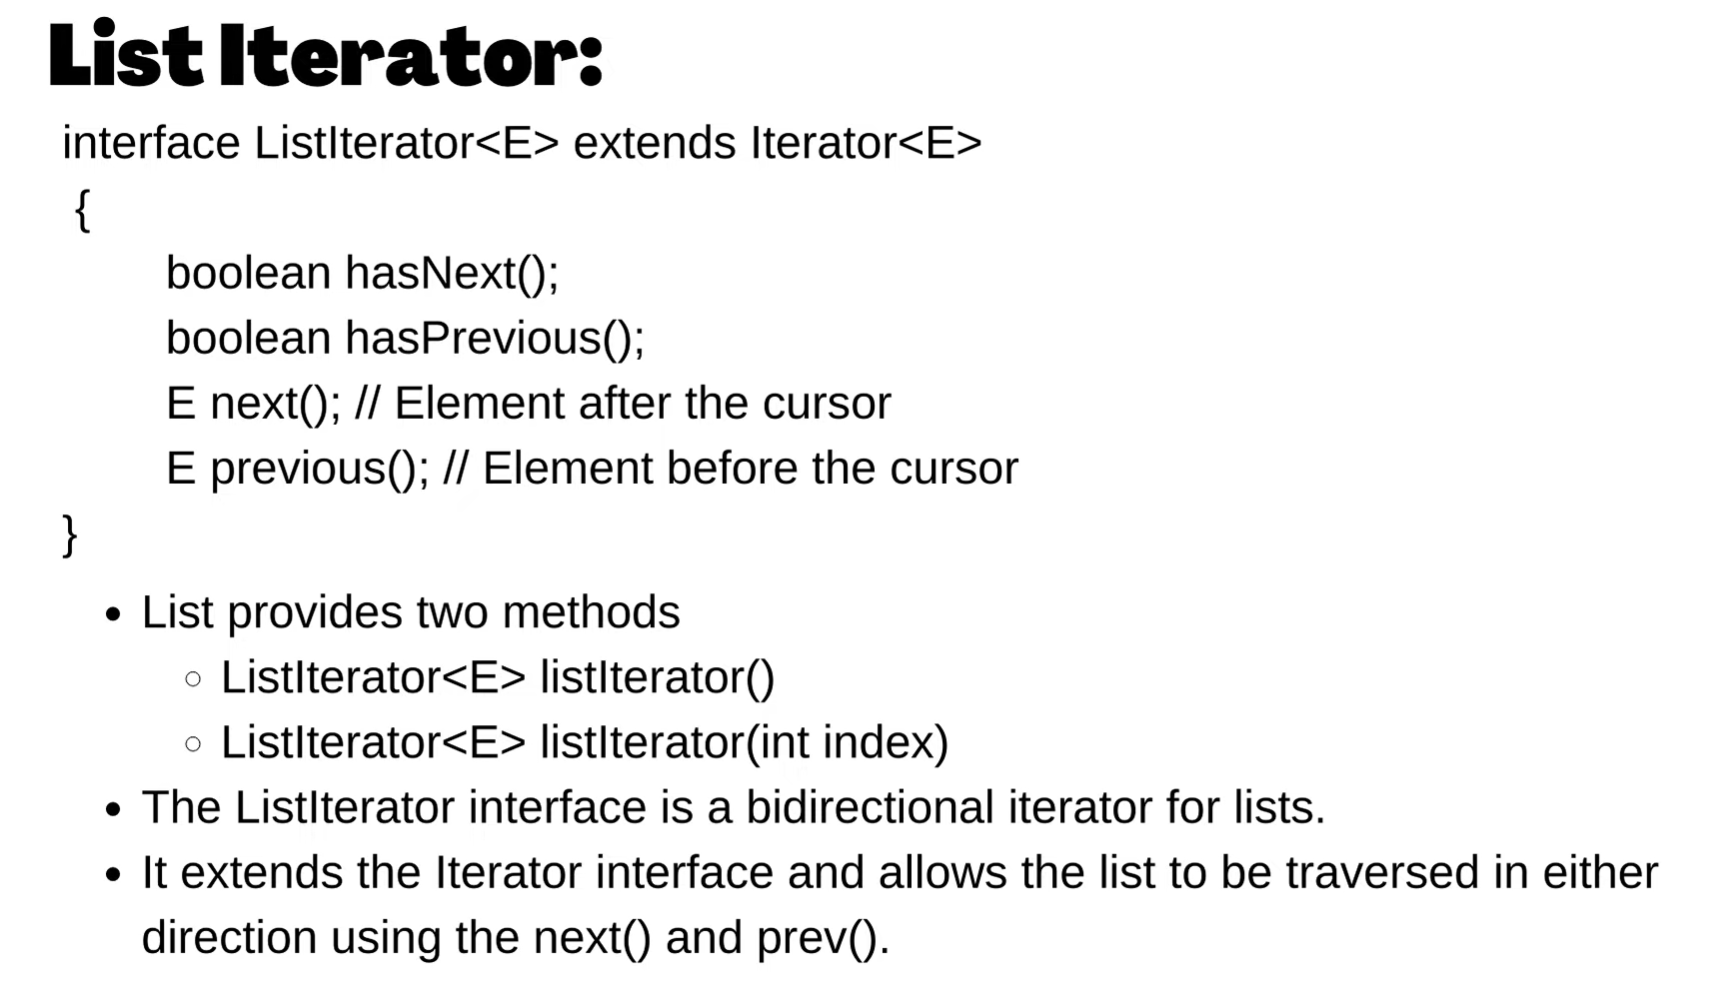 List Iterator:
interface ListIterator<E> extends Iterator<E>
{
boolean hasNext();
boolean hasPrevious();
E next(); // Element after the cursor
E previous(); // Element before the cursor
}
• List provides two methods
○ ListIterator<E> listIterator()
○ ListIterator<E> listIterator(int index)
• The ListIterator interface is a bidirectional iterator for lists.
• It extends the Iterator interface and allows the list to be traversed in either
direction using the next() and prev().